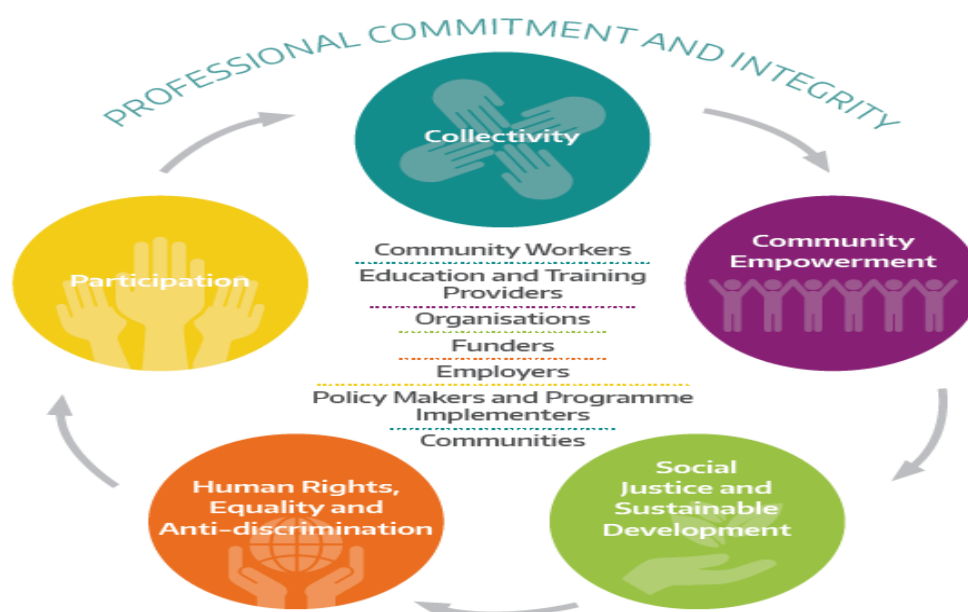 PROFESSIONAL COMMITMENT AND INTEGRITY
Collectivity
Community
Empowerment
Participation
Community Workers
Education and Training
Providers
Organisations
Funders
Employers
Policy Makers and Programme
Implementers
Communities
Social
Justice and
Sustainable
Development
Human Rights,
Equality and
Anti-discrimination